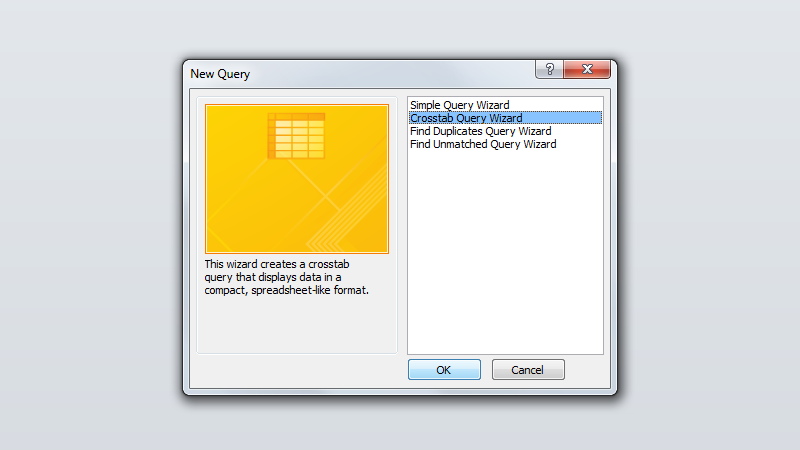 New Query
Simple Query Wizard
Crosstab Query Wizard
Find Duplicates Query Wizard
Find Unmatched Query Wizard
This wizard creates a crosstab
query that displays data in a
compact, spreadsheet-like format.
OK
Cancel